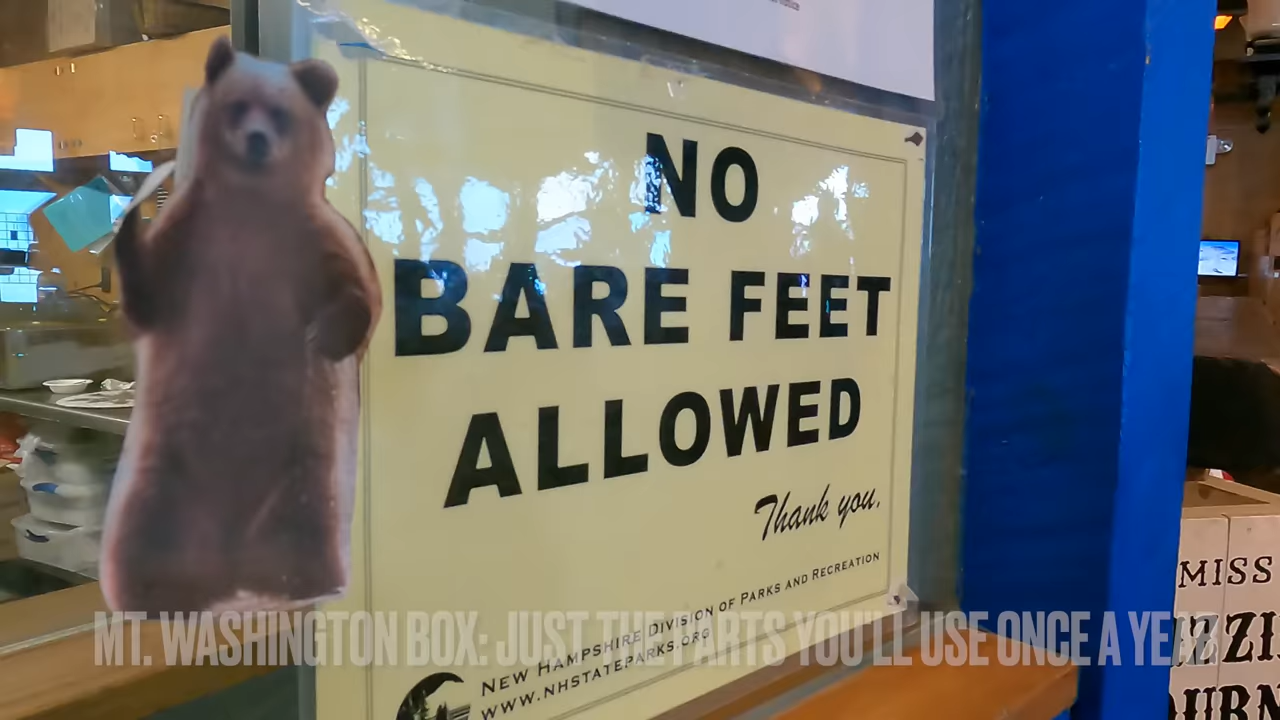 NO
BARE FEET
ALLOWED
Thank you.
NEW HAMPSHIRE DIVISION OF PARKS AND RECREATION
WWW.NHSTATEPARKS.ORG
MT. WASHINGTON BOX: JUST THE PARTS YOU'LL USE ONCE A YEAR
MISS